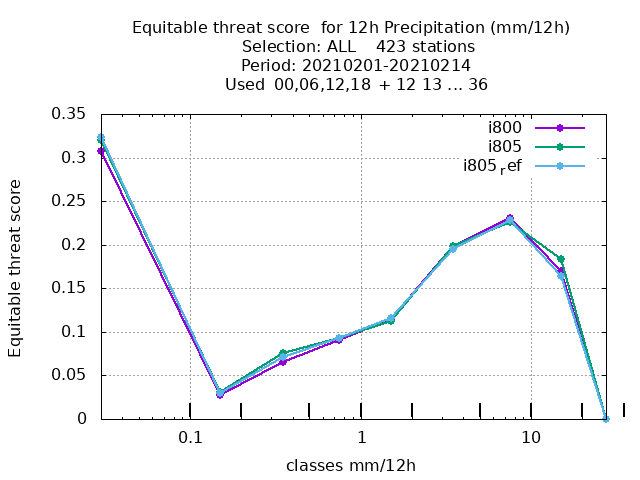 Equitable threat score  for 12h Precipitation (mm/12h)
Selection: ALL    423 stations
Period: 20210201-20210214
Used  00,06,12,18  + 12 13 ... 36
i800
i805
i805ref
0.35
0.3
0.25
0.2
0.15
0.1
0.05
0
Equitable threat score
0.1
1
10
classes mm/12h